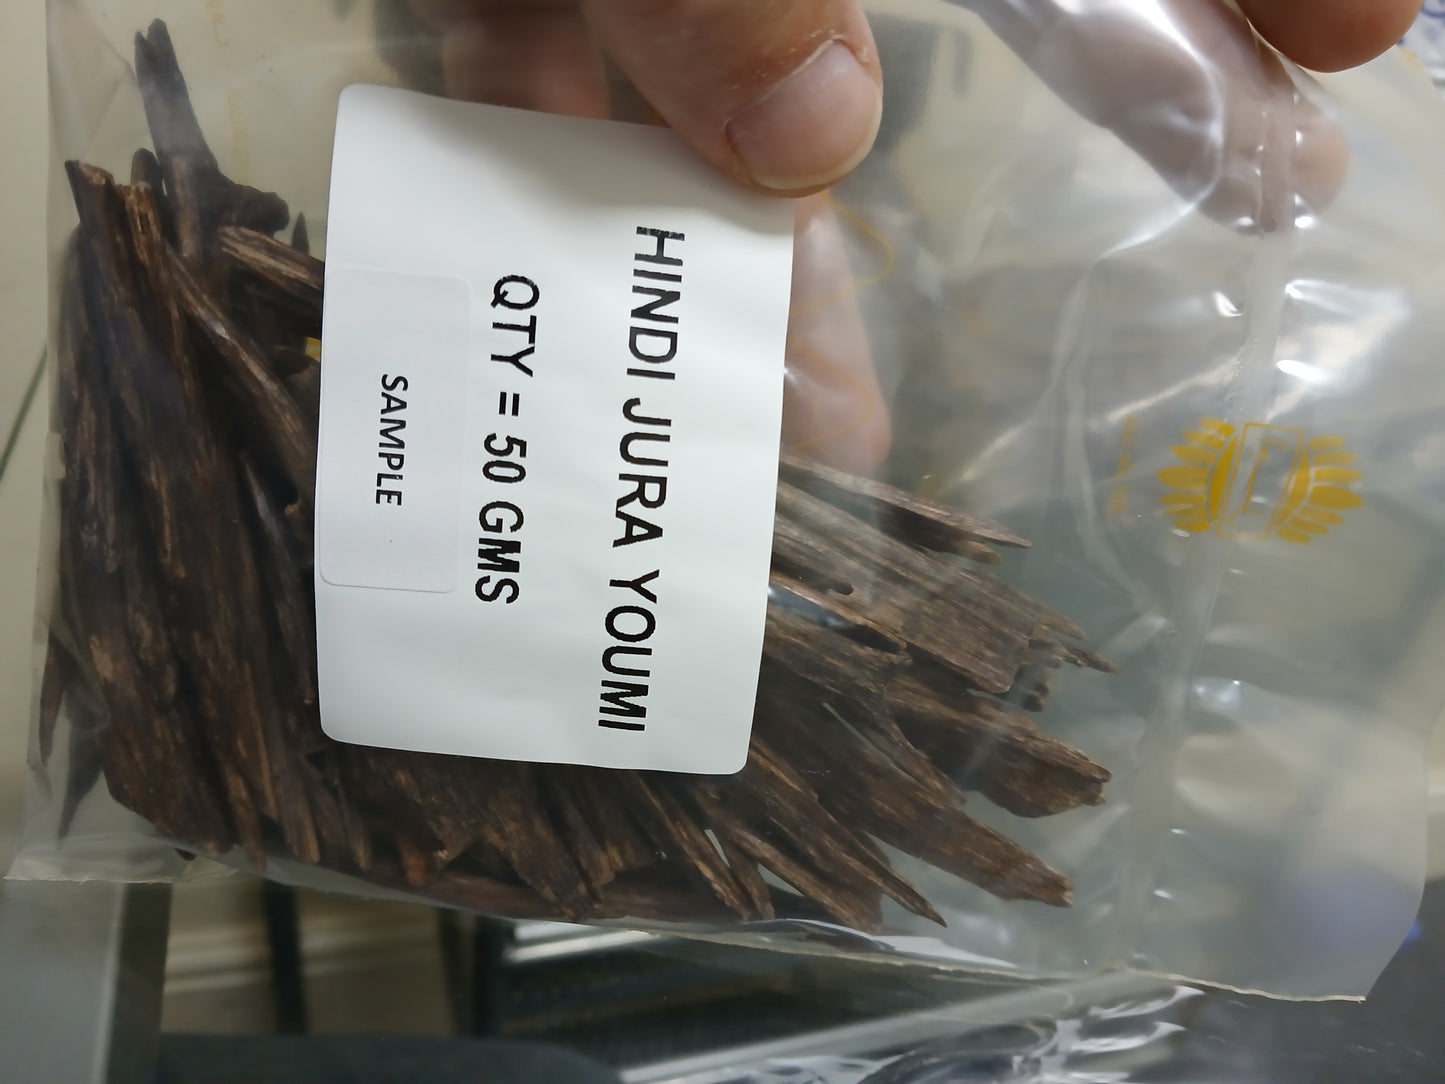 HINDI JURA YOUMI
QTY = 50 GMS
SAMPLE